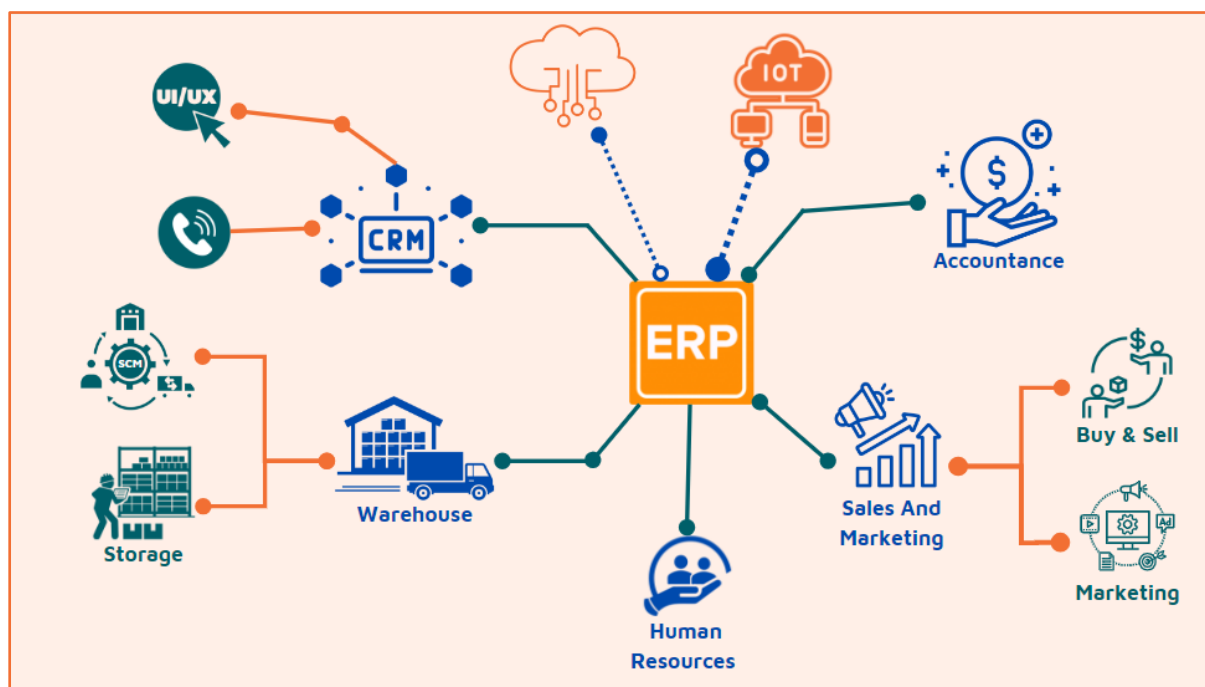 UI/UX
IOT
CRM
$
Accountance
SCM
ERP
$
Buy & Sell
Warehouse
Sales And
Marketing
Storage
Ad
Marketing
Human
Resources